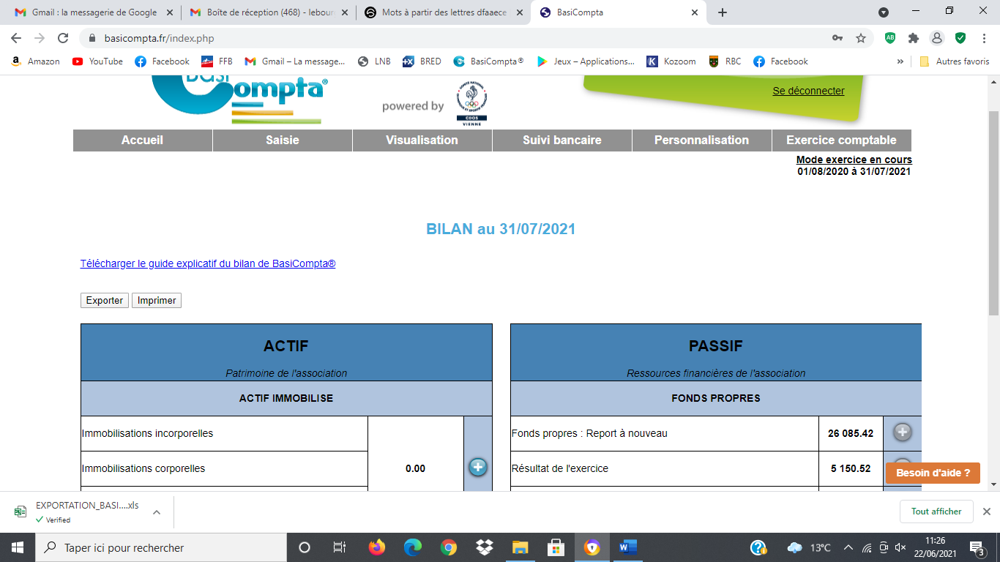 Gmail : la messagerie de Google
Boîte de réception (468) - lebour
Mots à partir des lettres dfaaece
BasiCompta
basicompta.fr/index.php
Amazon YouTube Facebook FFB Gmail – La message... LNB BRED BasiCompta® Jeux – Applications... Kozoom RBC Facebook » Autres favoris
ompta®
powered by
CDOS
VIENNE
Se déconnecter
Accueil Saisie Visualisation Suivi bancaire Personnalisation Exercice comptable
Mode exercice en cours
01/08/2020 à 31/07/2021
BILAN au 31/07/2021
Télécharger le guide explicatif du bilan de BasiCompta®
Exporter Imprimer
ACTIF
Patrimoine de l'association
ACTIF IMMOBILISE
Immobilisations incorporelles
Immobilisations corporelles
0.00
PASSIF
Ressources financières de l'association
FONDS PROPRES
Fonds propres : Report à nouveau 26 085.42
Résultat de l'exercice 5 150.52
Besoin d'aide ?
EXPORTATION_BASI....xls
Verified
Tout afficher
Taper ici pour rechercher
13°C
11:26
22/06/2021
3